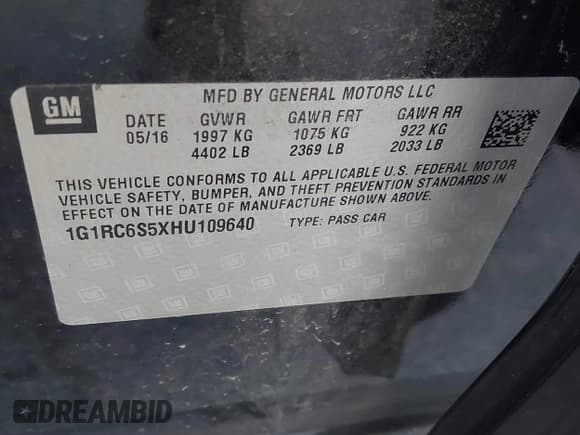 GM
MFD BY GENERAL MOTORS LLC
DATE GVWR GAWR FRT GAWR RR
05/16 1997 KG 1075 KG 922 KG
4402 LB 2369 LB 2033 LB
THIS VEHICLE CONFORMS TO ALL APPLICABLE U.S. FEDERAL MOTOR
VEHICLE SAFETY, BUMPER, AND THEFT PREVENTION STANDARDS IN
EFFECT ON THE DATE OF MANUFACTURE SHOWN ABOVE.
1G1RC6S5XHU109640 TYPE: PASS CAR
DREAMBID